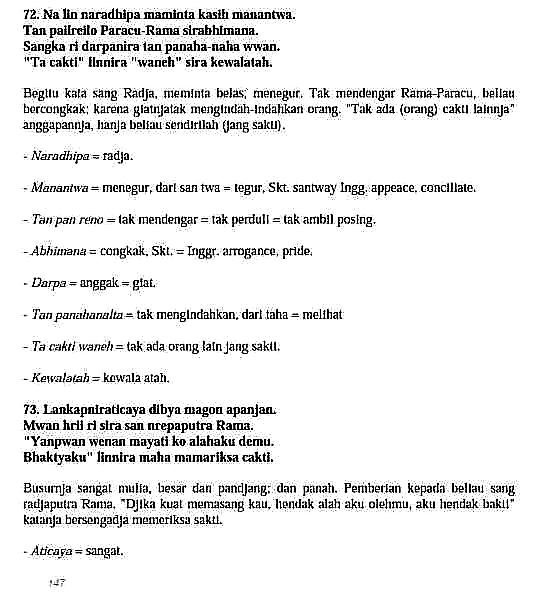 72. Na lin naradhipa maminta kasih manantwa.
Tan pailreilo Paracu-Rama sirabhimana.
Sangka ri darpanira tan panaha-naha wwan.
"Ta cakti" linnira "waneh" sira kewalatah.
Begitu kata sang Radja, meminta belas, menegur. Tak mendengar Rama-Paracu, beliau
bercongkak; karena giatnjalak mengindah-indahkan orang. "Tak ada (orang) cakti lainnja"
anggapannja, hanja beliau sendirilah (jang sakti).
- Naradhipa = radja.
- Manantwa = menegur, dari san twa = tegur, Skt. santway Ingg. appeace, conciliate.
- Tan pan reno = tak mendengar = tak perduli = tak ambil posing.
- Abhimana = congkak, Skt. = Inggr. arrogance, pride.
- Darpa = anggak = giat.
- Tan panahanalta = tak mengindahkan, dari taha = melihat
- Ta cakti waneh = tak ada orang lain jang sakti.
- Kewalatah = kewala atah.
73. Lankapniraticaya dibya magon apanjan.
Mwan hrii ri sira san nrepaputra Rama.
"Yanpwan wenan mayati ko alahaku demu.
Bhaktyaku" linnira maha mamariksa cakti.
Busurnja sangat mulia, besar dan pandjang; dan panah. Pemberian kepada beliau sang
radjaputra Rama. "Djika kuat memasang kau, hendak alah aku olehmu, aku hendak bakti"
katanja bersengadja memeriksa sakti.
- Aticaya = sangat.
147